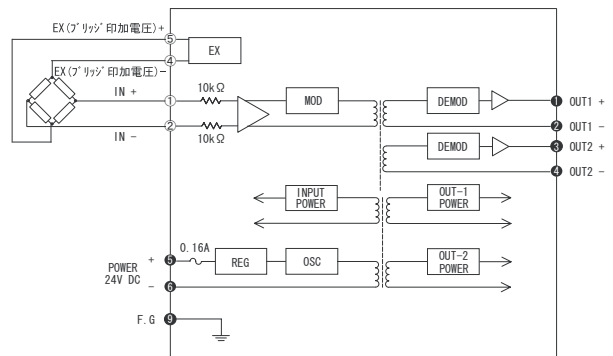 EX(ﾌﾞﾘｯｼﾞ印加電圧)+
⑤
EX
④
EX(ﾌﾞﾘｯｼﾞ印加電圧)-
IN +
①
10kΩ
MOD
DEMOD
❶ OUT1 +
②
❷ OUT1 -
IN -
10kΩ
DEMOD
❸ OUT2 +
❹ OUT2 -
INPUT
POWER
OUT-1
POWER
+
❺
0.16A
REG
OSC
OUT-2
POWER
POWER
24V DC
-
❻
F.G
❾